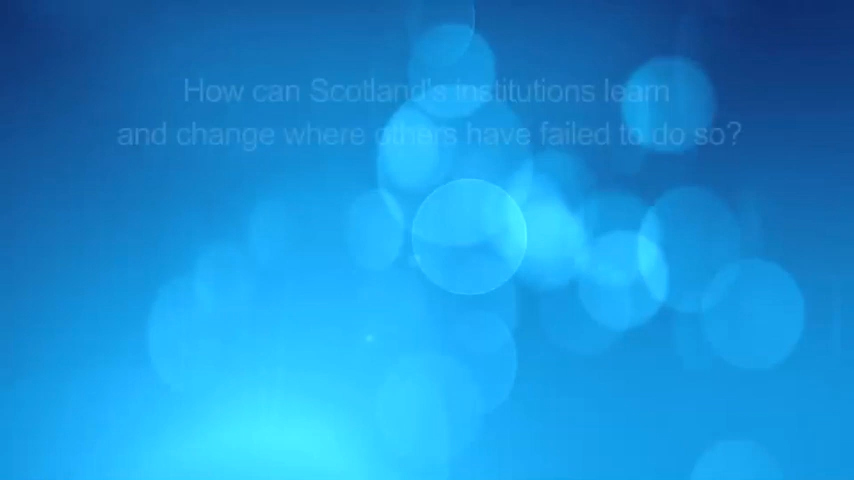 How can Scotland's institutions learn
and change where others have failed to do so?